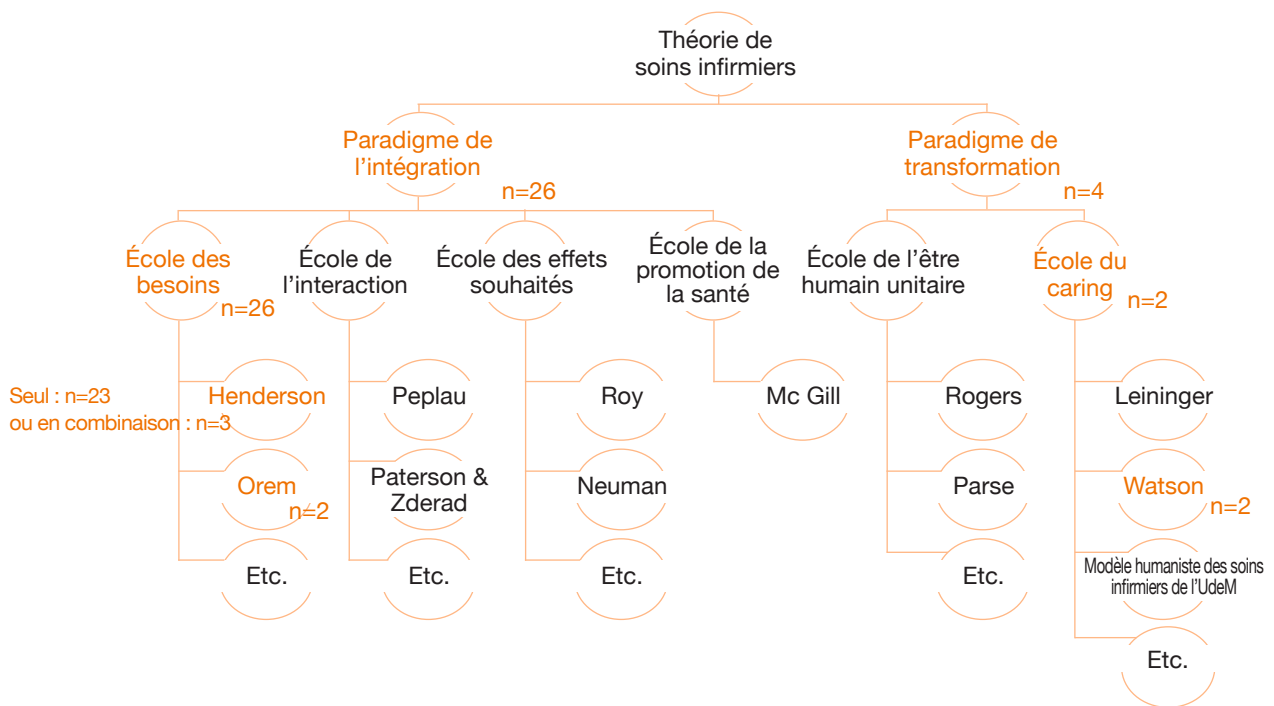 Théorie de
soins infirmiers
Paradigme de
l'intégration
n=26
Paradigme de
transformation
n=4
École des
besoins
n=26
École de
l'interaction
École des effets
souhaités
École de la
promotion de
la santé
École de l'être
humain unitaire
École du
caring
n=2
Seul : n=23
ou en combinaison : n=3
Henderson
Peplau
Roy
Mc Gill
Rogers
Leininger
Orem
n=2
Paterson &
Zderad
Neuman
Parse
Watson
n=2
Etc.
Etc.
Etc.
Etc.
Modèle humaniste des soins
infirmiers de l'UdeM
Etc.